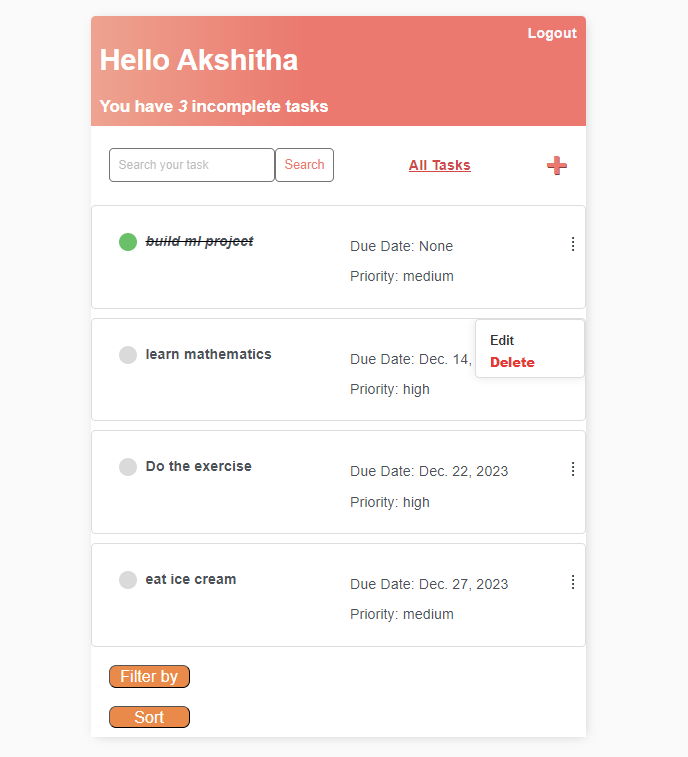 Logout
Hello Akshitha
You have 3 incomplete tasks
Search your task
Search
All Tasks
build ml project
Due Date: None
Priority: medium
learn mathematics
Due Date: Dec. 14,
Priority: high
Edit
Delete
Do the exercise
Due Date: Dec. 22, 2023
Priority: high
eat ice cream
Due Date: Dec. 27, 2023
Priority: medium
Filter by
Sort